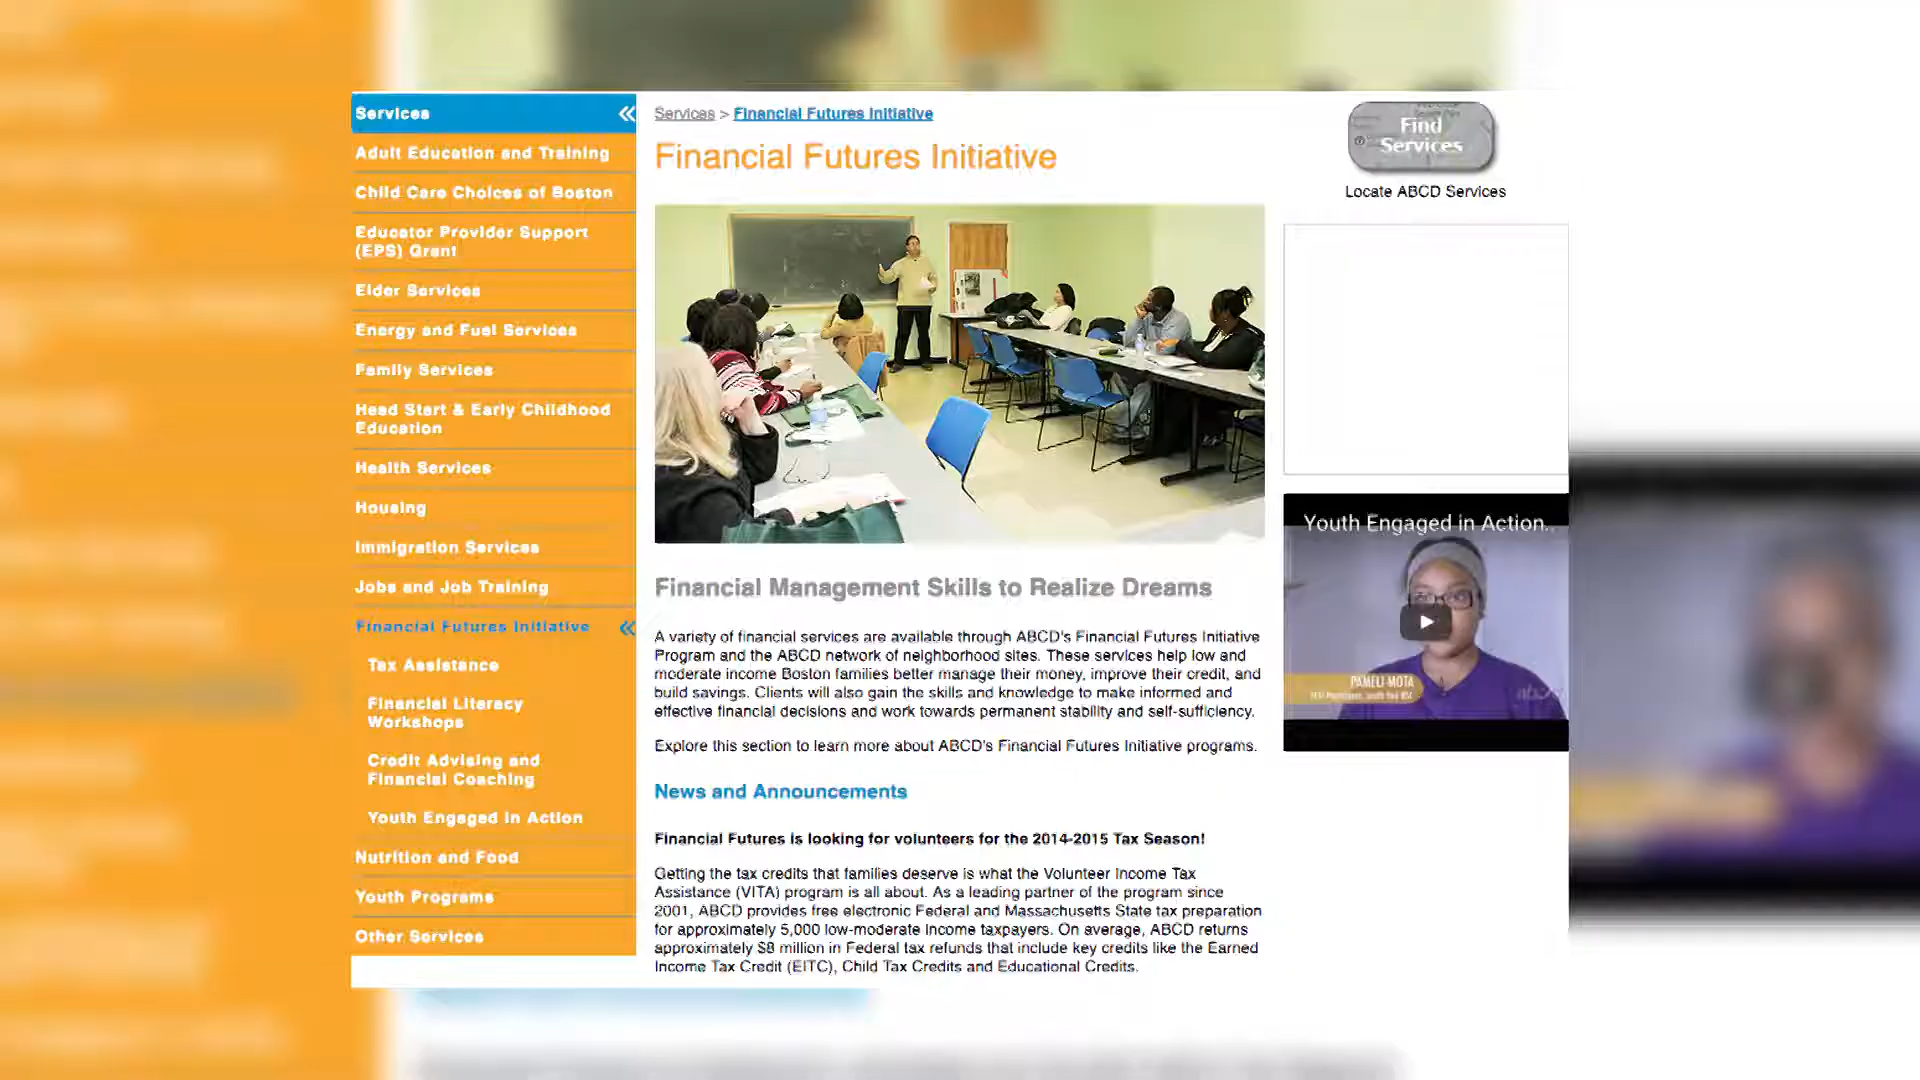 Services
Adult Education and Training
Child Care Choices of Boston
Educator Provider Support
(EPS) Grant
Elder Services
Energy and Fuel Services
Family Services
Head Start & Early Childhood
Education
Health Services
Housing
Immigration Services
Jobs and Job Training
Financial Futures Initiative
Tax Assistance
Financial Literacy
Workshops
Credit Advising and
Financial Coaching
Youth Engaged in Action
Nutrition and Food
Youth Programs
Other Services
Services > Financial Futures Initiative
Financial Futures Initiative
Financial Management Skills to Realize Dreams
A variety of financial services are available through ABCD's Financial Futures Initiative
Program and the ABCD network of neighborhood sites. These services help low and
moderate income Boston families better manage their money, improve their credit, and
build savings. Clients will also gain the skills and knowledge to make informed and
effective financial decisions and work towards permanent stability and self-sufficiency.
Explore this section to learn more about ABCD's Financial Futures Initiative programs.
News and Announcements
Financial Futures is looking for volunteers for the 2014-2015 Tax Season!
Getting the tax credits that families deserve is what the Volunteer Income Tax
Assistance (VITA) program is all about. As a leading partner of the program since
2001, ABCD provides free electronic Federal and Massachusetts State tax preparation
for approximately 5,000 low-moderate income taxpayers. On average, ABCD returns
approximately $8 million in Federal tax refunds that include key credits like the Earned
Income Tax Credit (EITC), Child Tax Credits and Educational Credits.
Find
Services
Locate ABCD Services
Youth Engaged in Action..
PAMELI MOTA